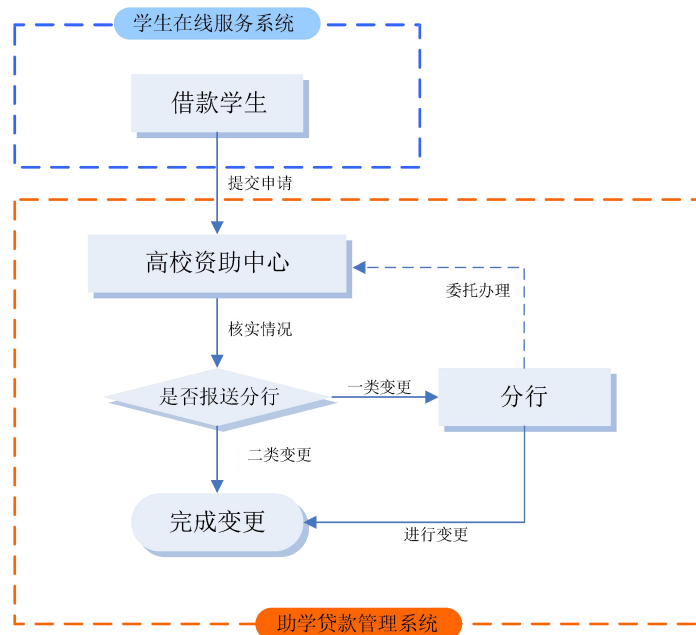 学生在线服务系统
借款学生
提交申请
高校资助中心
委托办理
核实情况
是否报送分行
一类变更
分行
二类变更
完成变更
进行变更
助学贷款管理系统